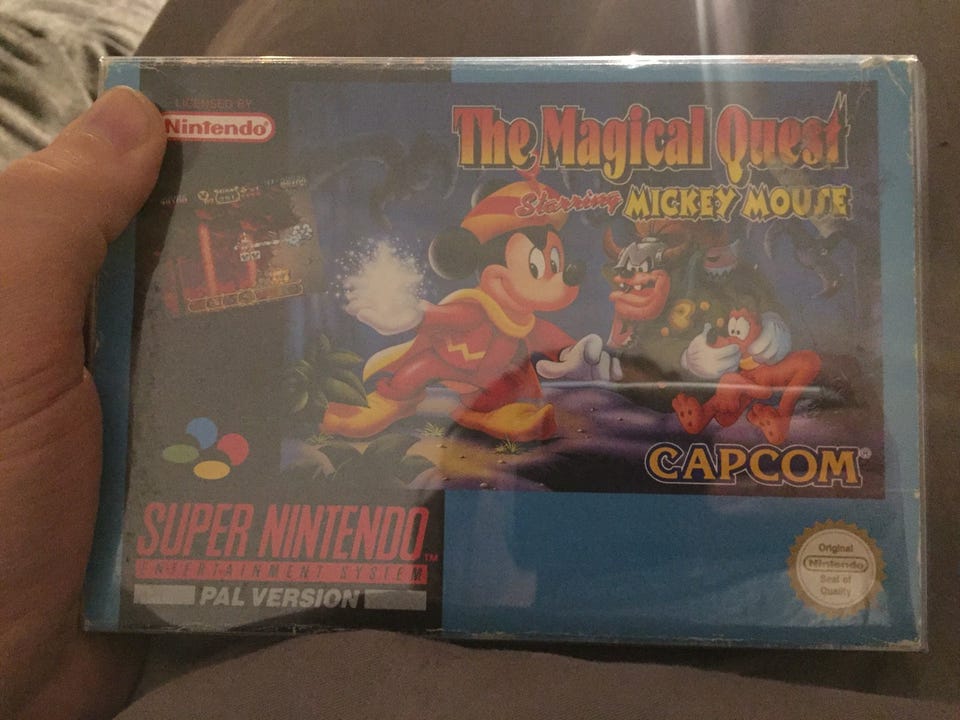 LICENSED BY
Nintendo®
The Magical Quest
Starring MICKEY MOUSE
CAPCOM®
SUPER NINTENDO™
ENTERTAINMENT SYSTEM
PAL VERSION
Original
Nintendo
Seal of
Quality